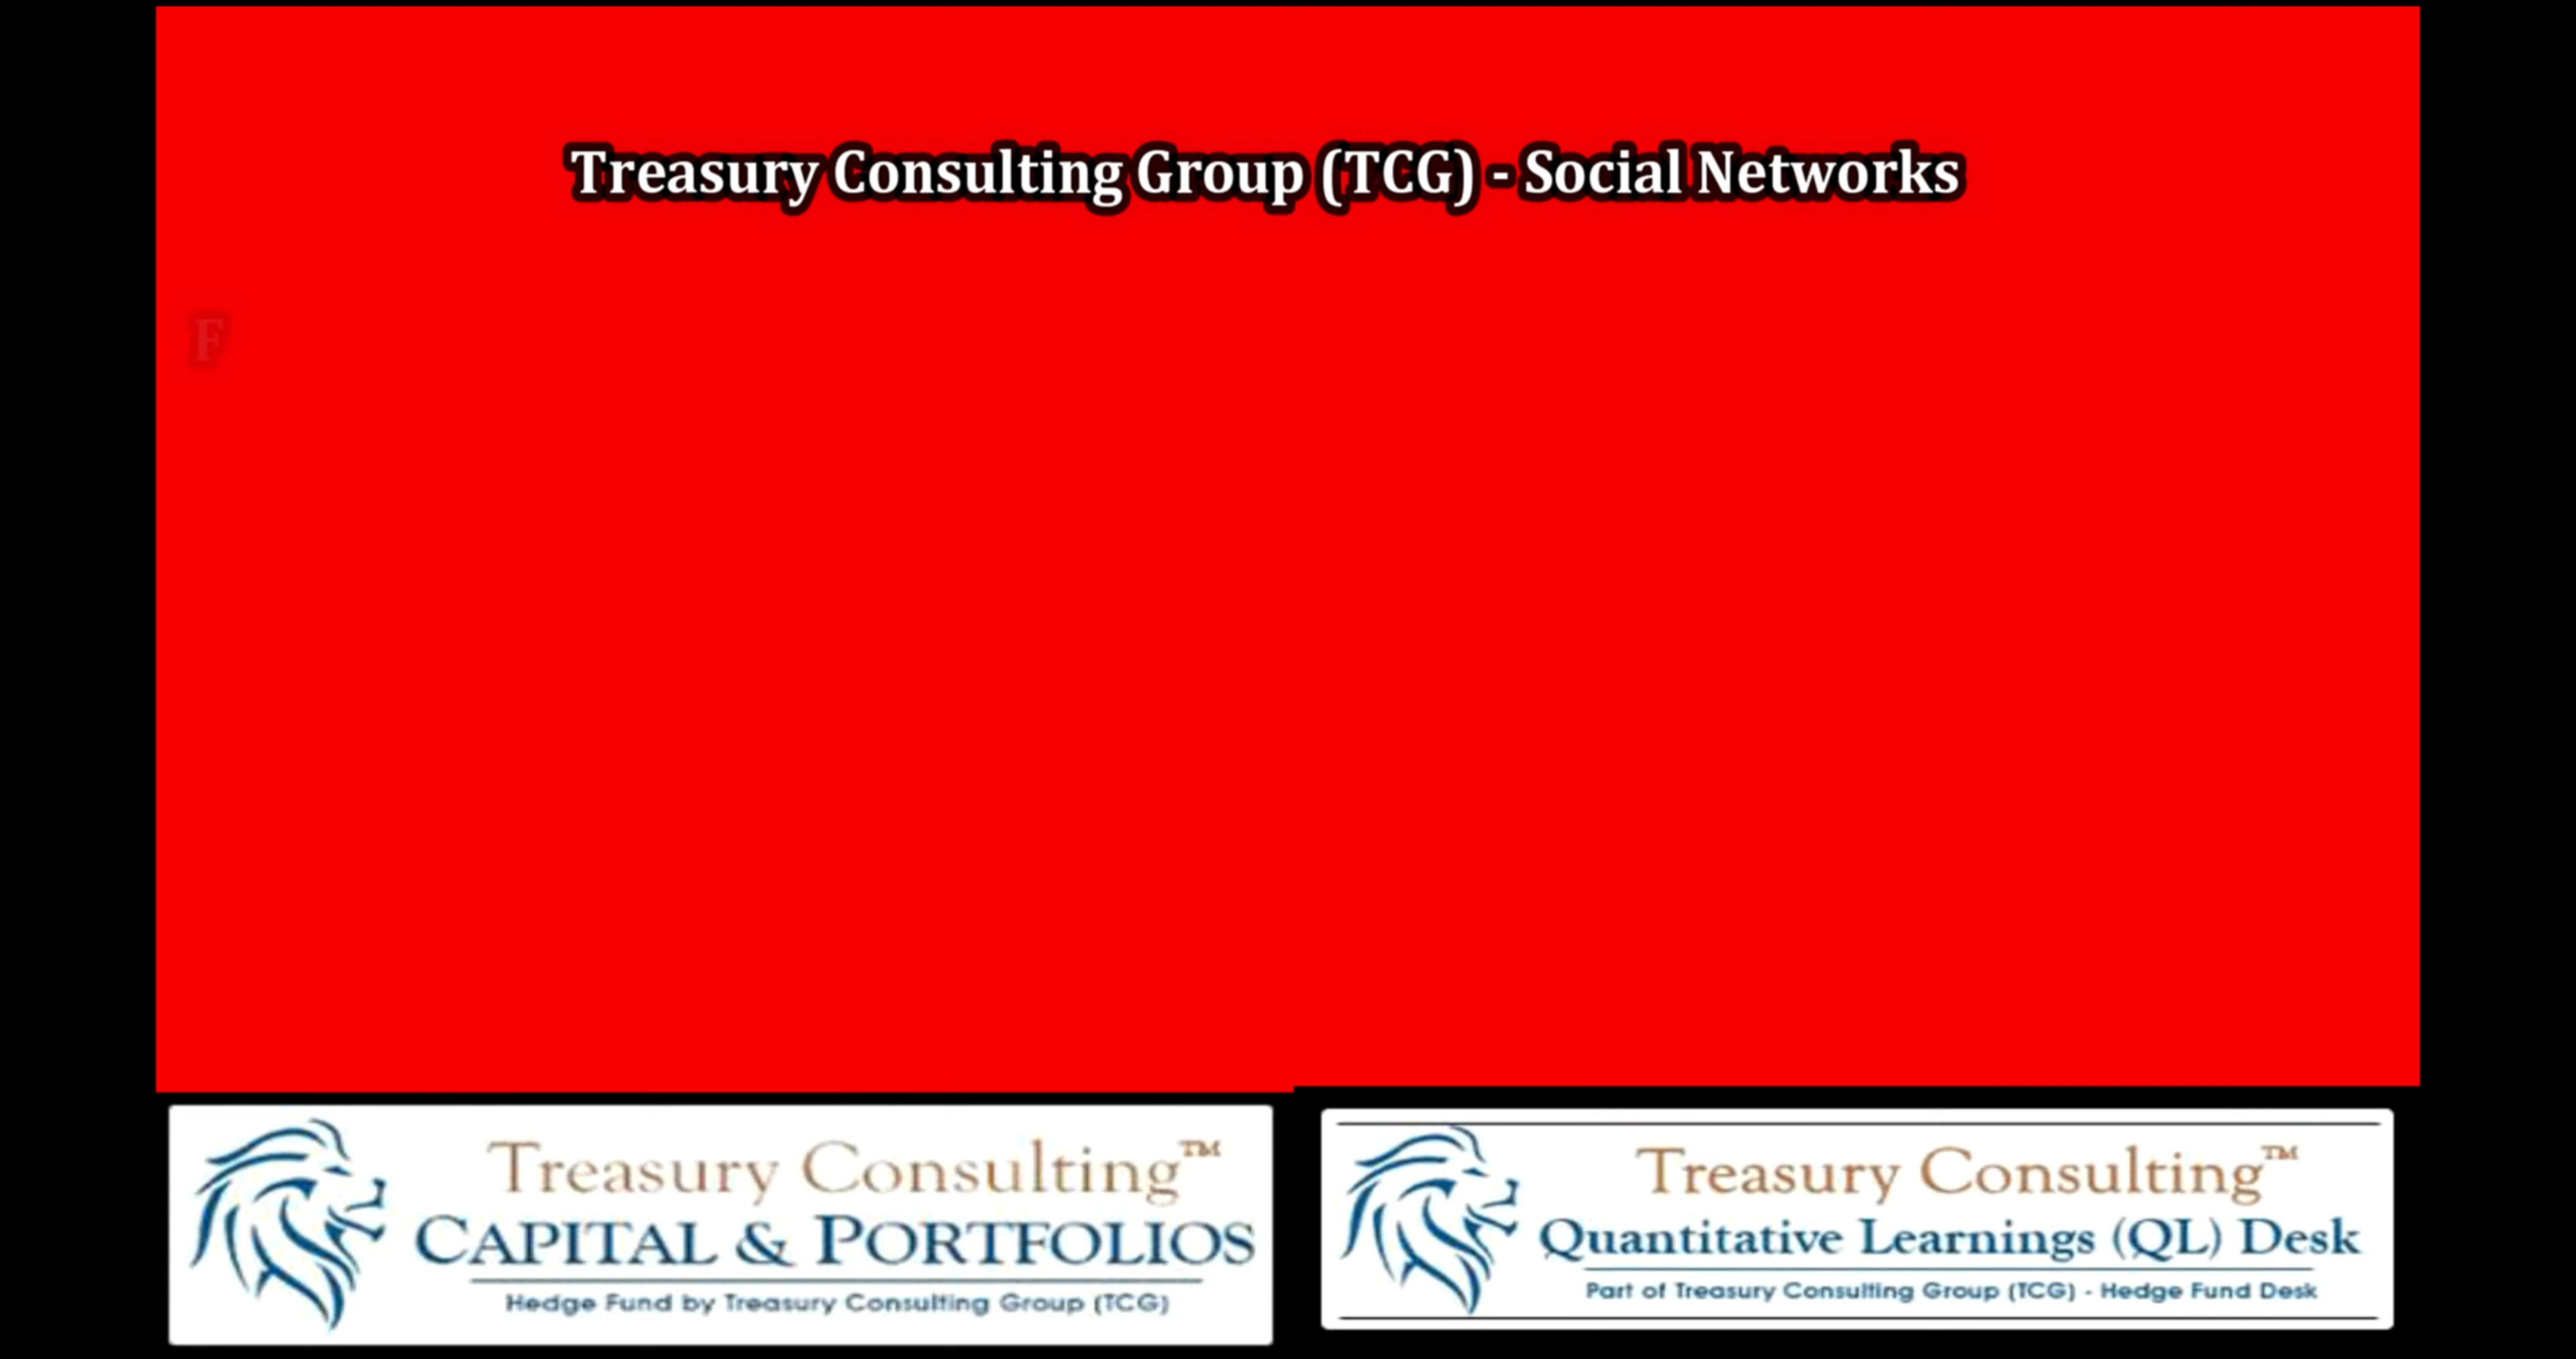 Treasury Consulting Group (TCG) - Social Networks
F
Treasury Consulting™
CAPITAL & PORTFOLIOS
Hedge Fund by Treasury Consulting Group (TCG)
Treasury Consulting™
Quantitative Learnings (QL) Desk
Part of Treasury Consulting Group (TCG) - Hedge Fund Desk